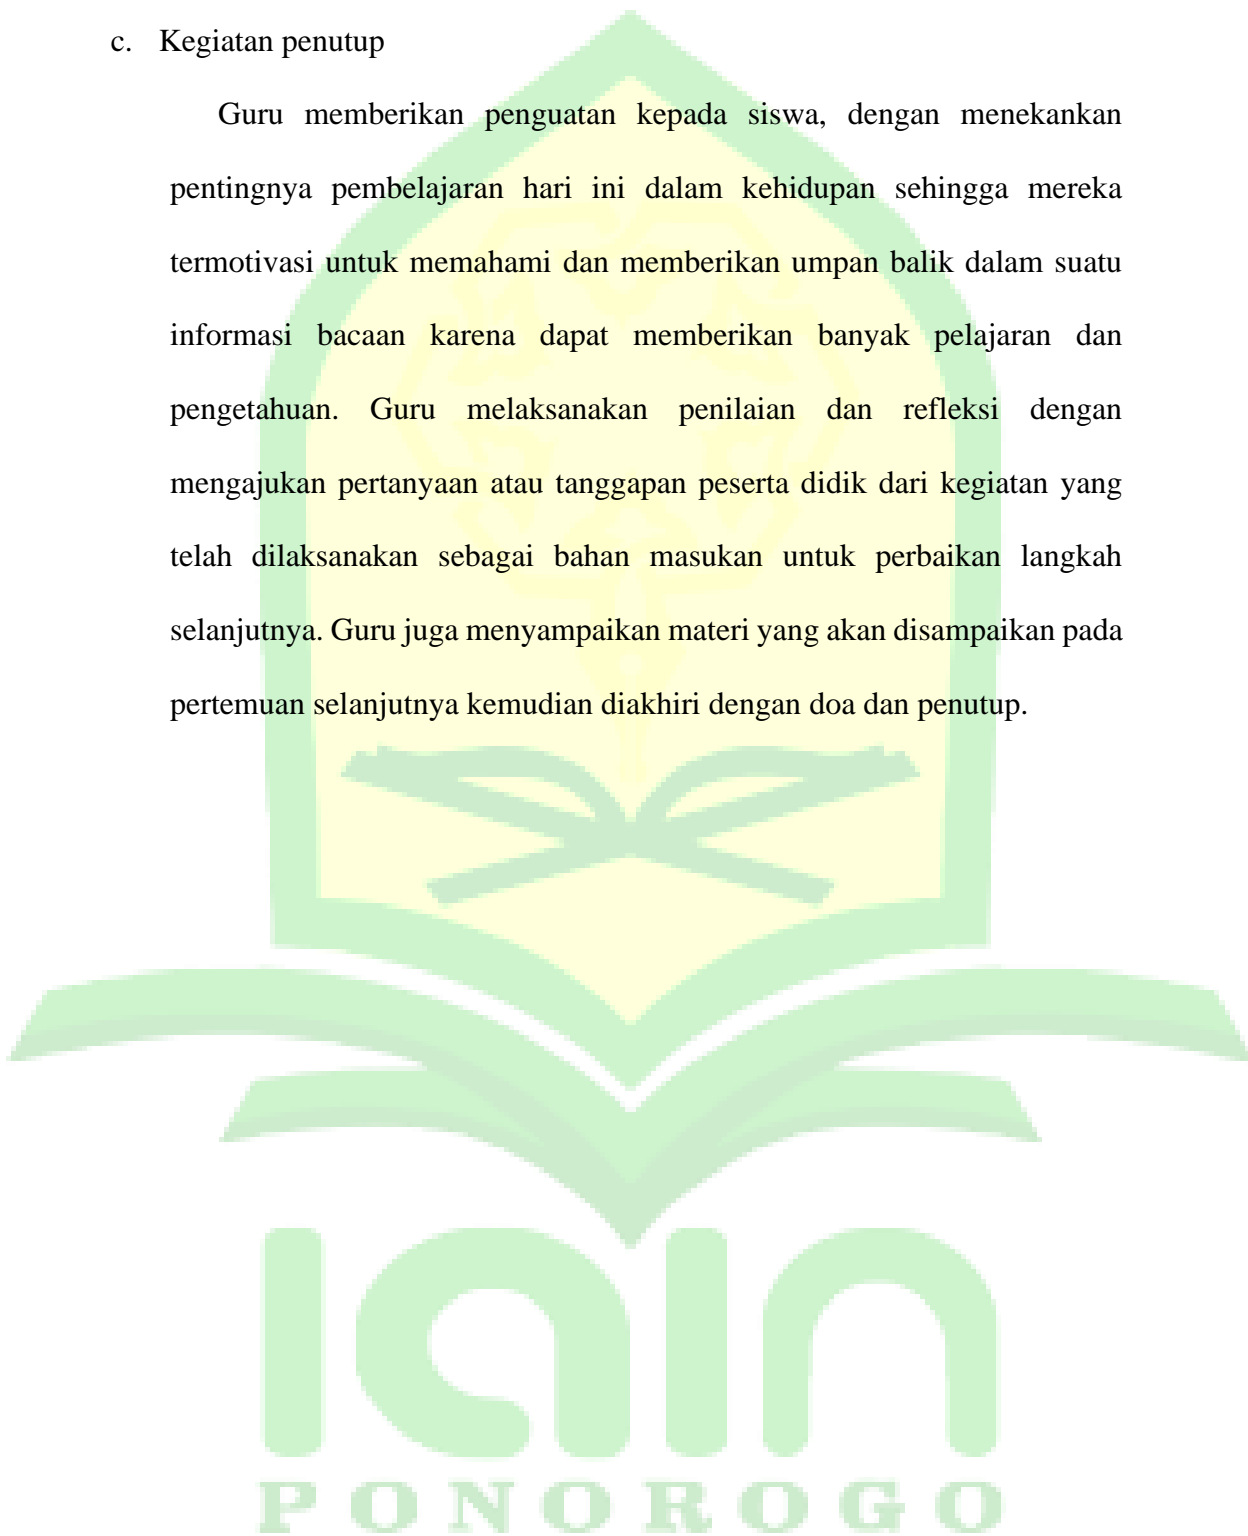 c. Kegiatan penutup
Guru memberikan penguatan kepada siswa, dengan menekankan
pentingnya pembelajaran hari ini dalam kehidupan sehingga mereka
termotivasi untuk memahami dan memberikan umpan balik dalam suatu
informasi bacaan karena dapat memberikan banyak pelajaran dan
pengetahuan. Guru melaksanakan penilaian dan refleksi dengan
mengajukan pertanyaan atau tanggapan peserta didik dari kegiatan yang
telah dilaksanakan sebagai bahan masukan untuk perbaikan langkah
selanjutnya. Guru juga menyampaikan materi yang akan disampaikan pada
pertemuan selanjutnya kemudian diakhiri dengan doa dan penutup.
iain
PONOROGO